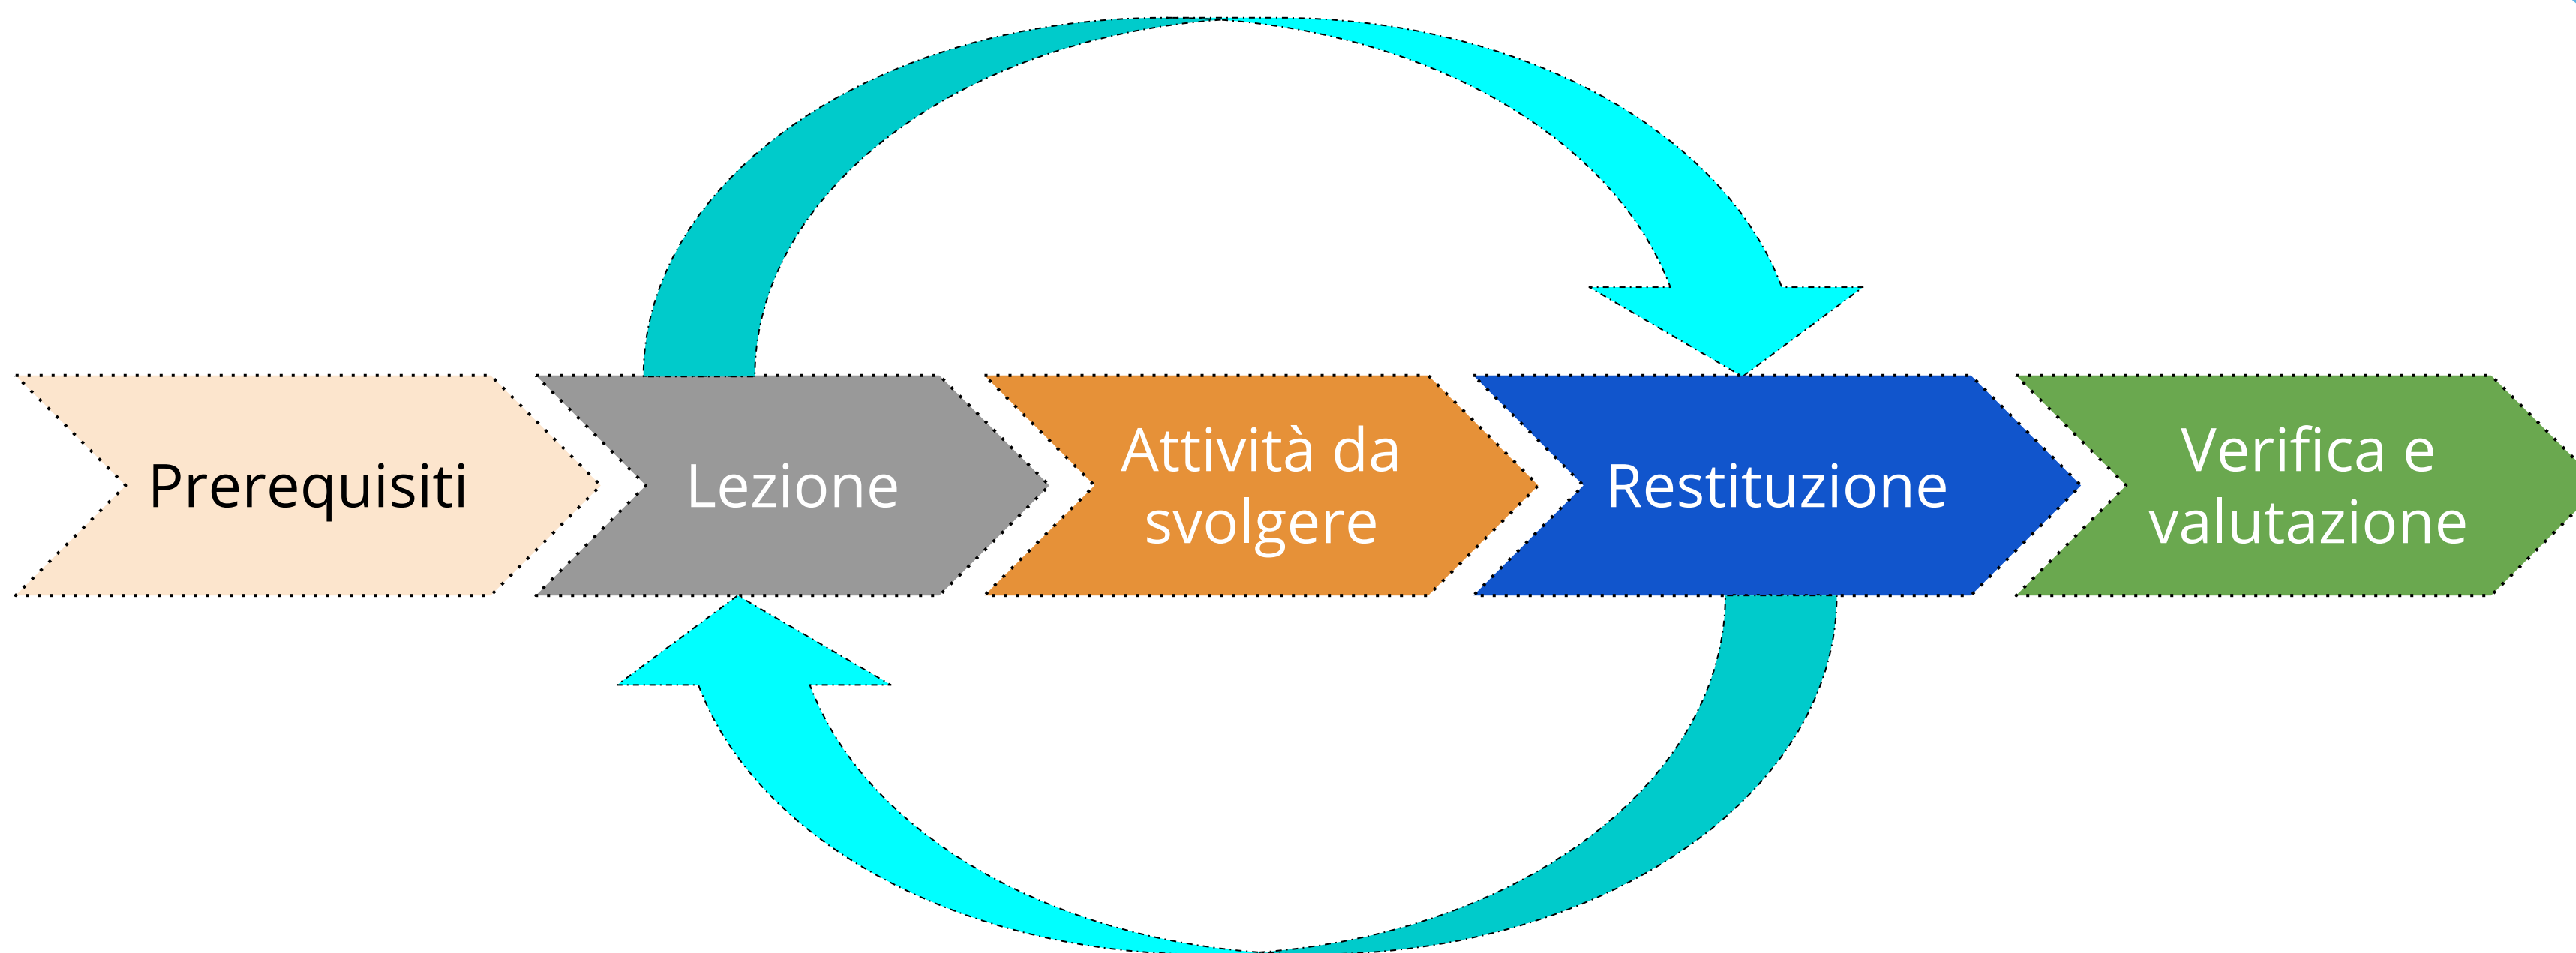 Prerequisiti
Lezione
Attività da
svolgere
Restituzione
Verifica e
valutazione